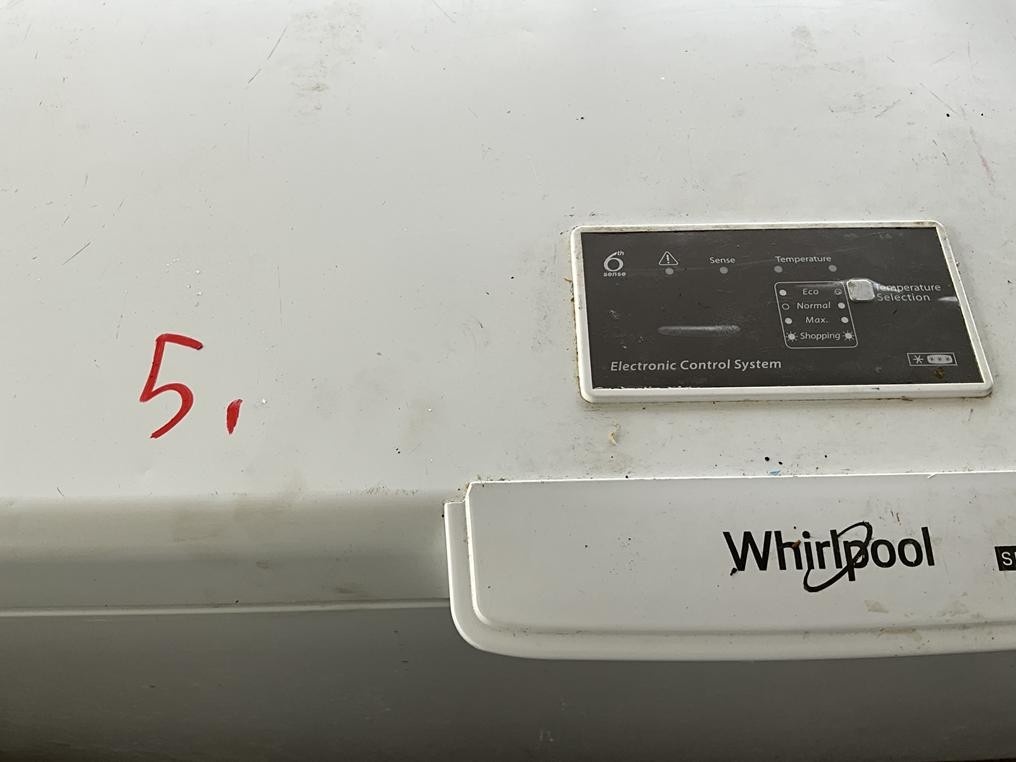 6th
sense
Sense
Temperature
Eco
Normal
Max.
Shopping
Temperature
Selection
Electronic Control System
5.
Whirlpool